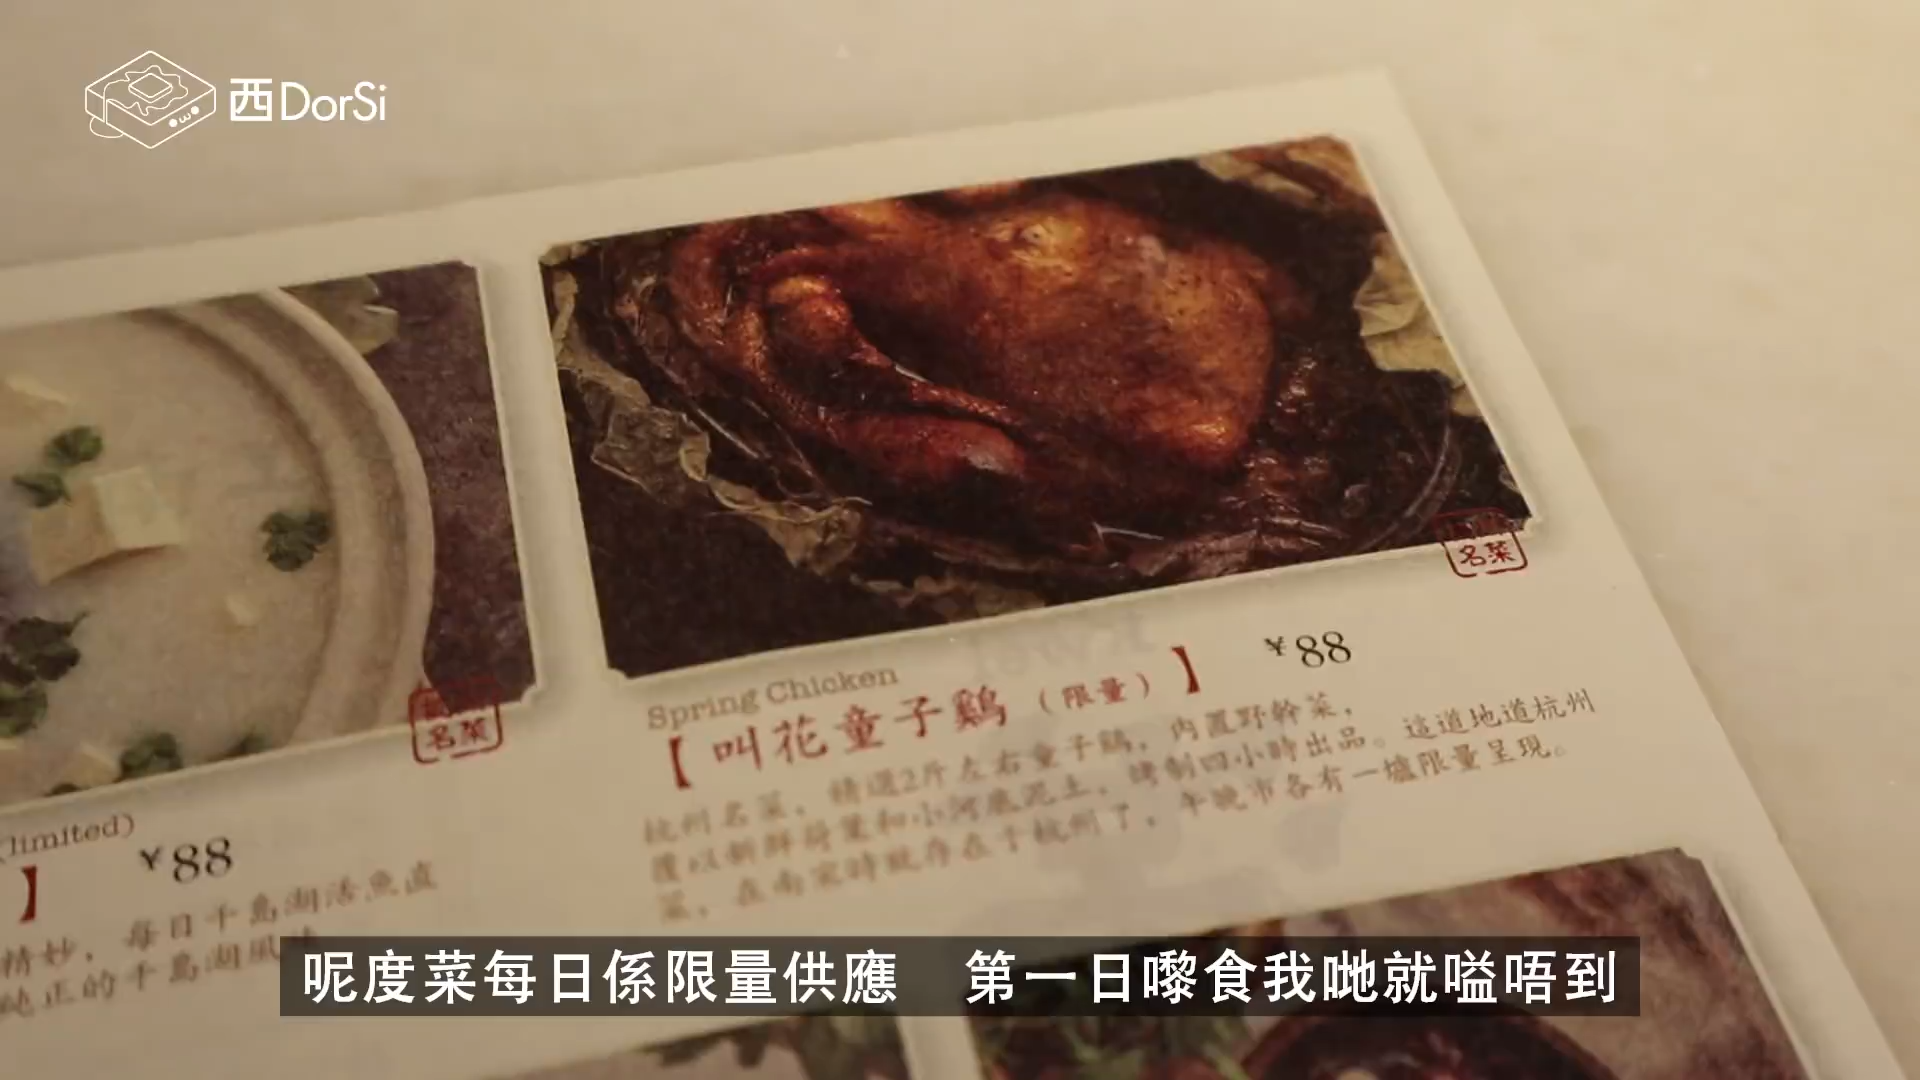 西DorSi
名菜
¥88
Spring Chicken
【叫花童子鷄（限量）】
杭州名菜，精選2斤左右童子鷄，内置野幹菜，
覆以新鮮荷葉和小河底泥土，烤制四小時出品。這道地道杭州
菜，在南宋時就存在于杭州了，午晚市各有一爐限量呈現。
名菜
(limited)
】
¥88
精妙，每日千島湖活魚直
純正的千島湖風味
呢度菜每日係限量供應　第一日嚟食我哋就嗌唔到